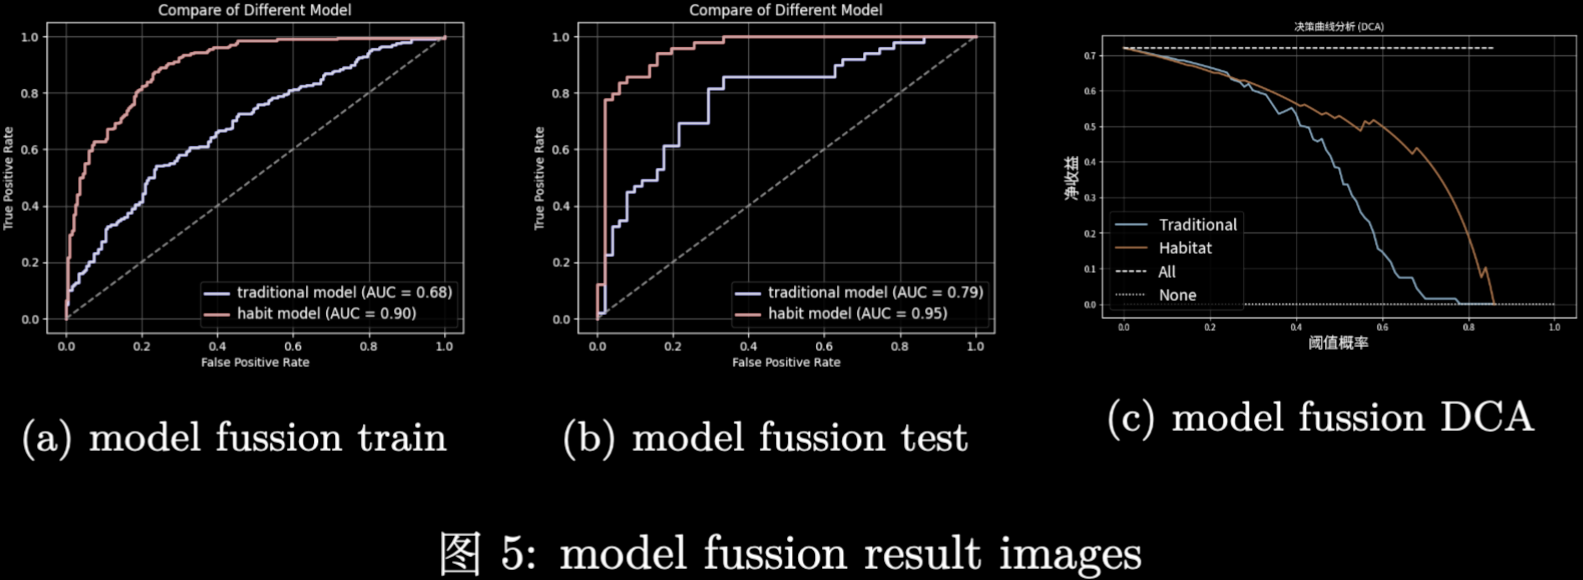 Compare of Different Model
1.0
0.8
0.6
0.4
0.2
0.0
True Positive Rate
traditional model (AUC = 0.68)
habit model (AUC = 0.90)
0.0 0.2 0.4 0.6 0.8 1.0
False Positive Rate
(a) model fussion train
Compare of Different Model
1.0
0.8
0.6
0.4
0.2
0.0
True Positive Rate
traditional model (AUC = 0.79)
habit model (AUC = 0.95)
0.0 0.2 0.4 0.6 0.8 1.0
False Positive Rate
(b) model fussion test
决策曲线分析 (DCA)
0.7
0.6
0.5
0.4
0.3
0.2
0.1
0.0
净收益
Traditional
Habitat
All
None
0.0 0.2 0.4 0.6 0.8 1.0
阈值概率
(c) model fussion DCA
图 5: model fussion result images